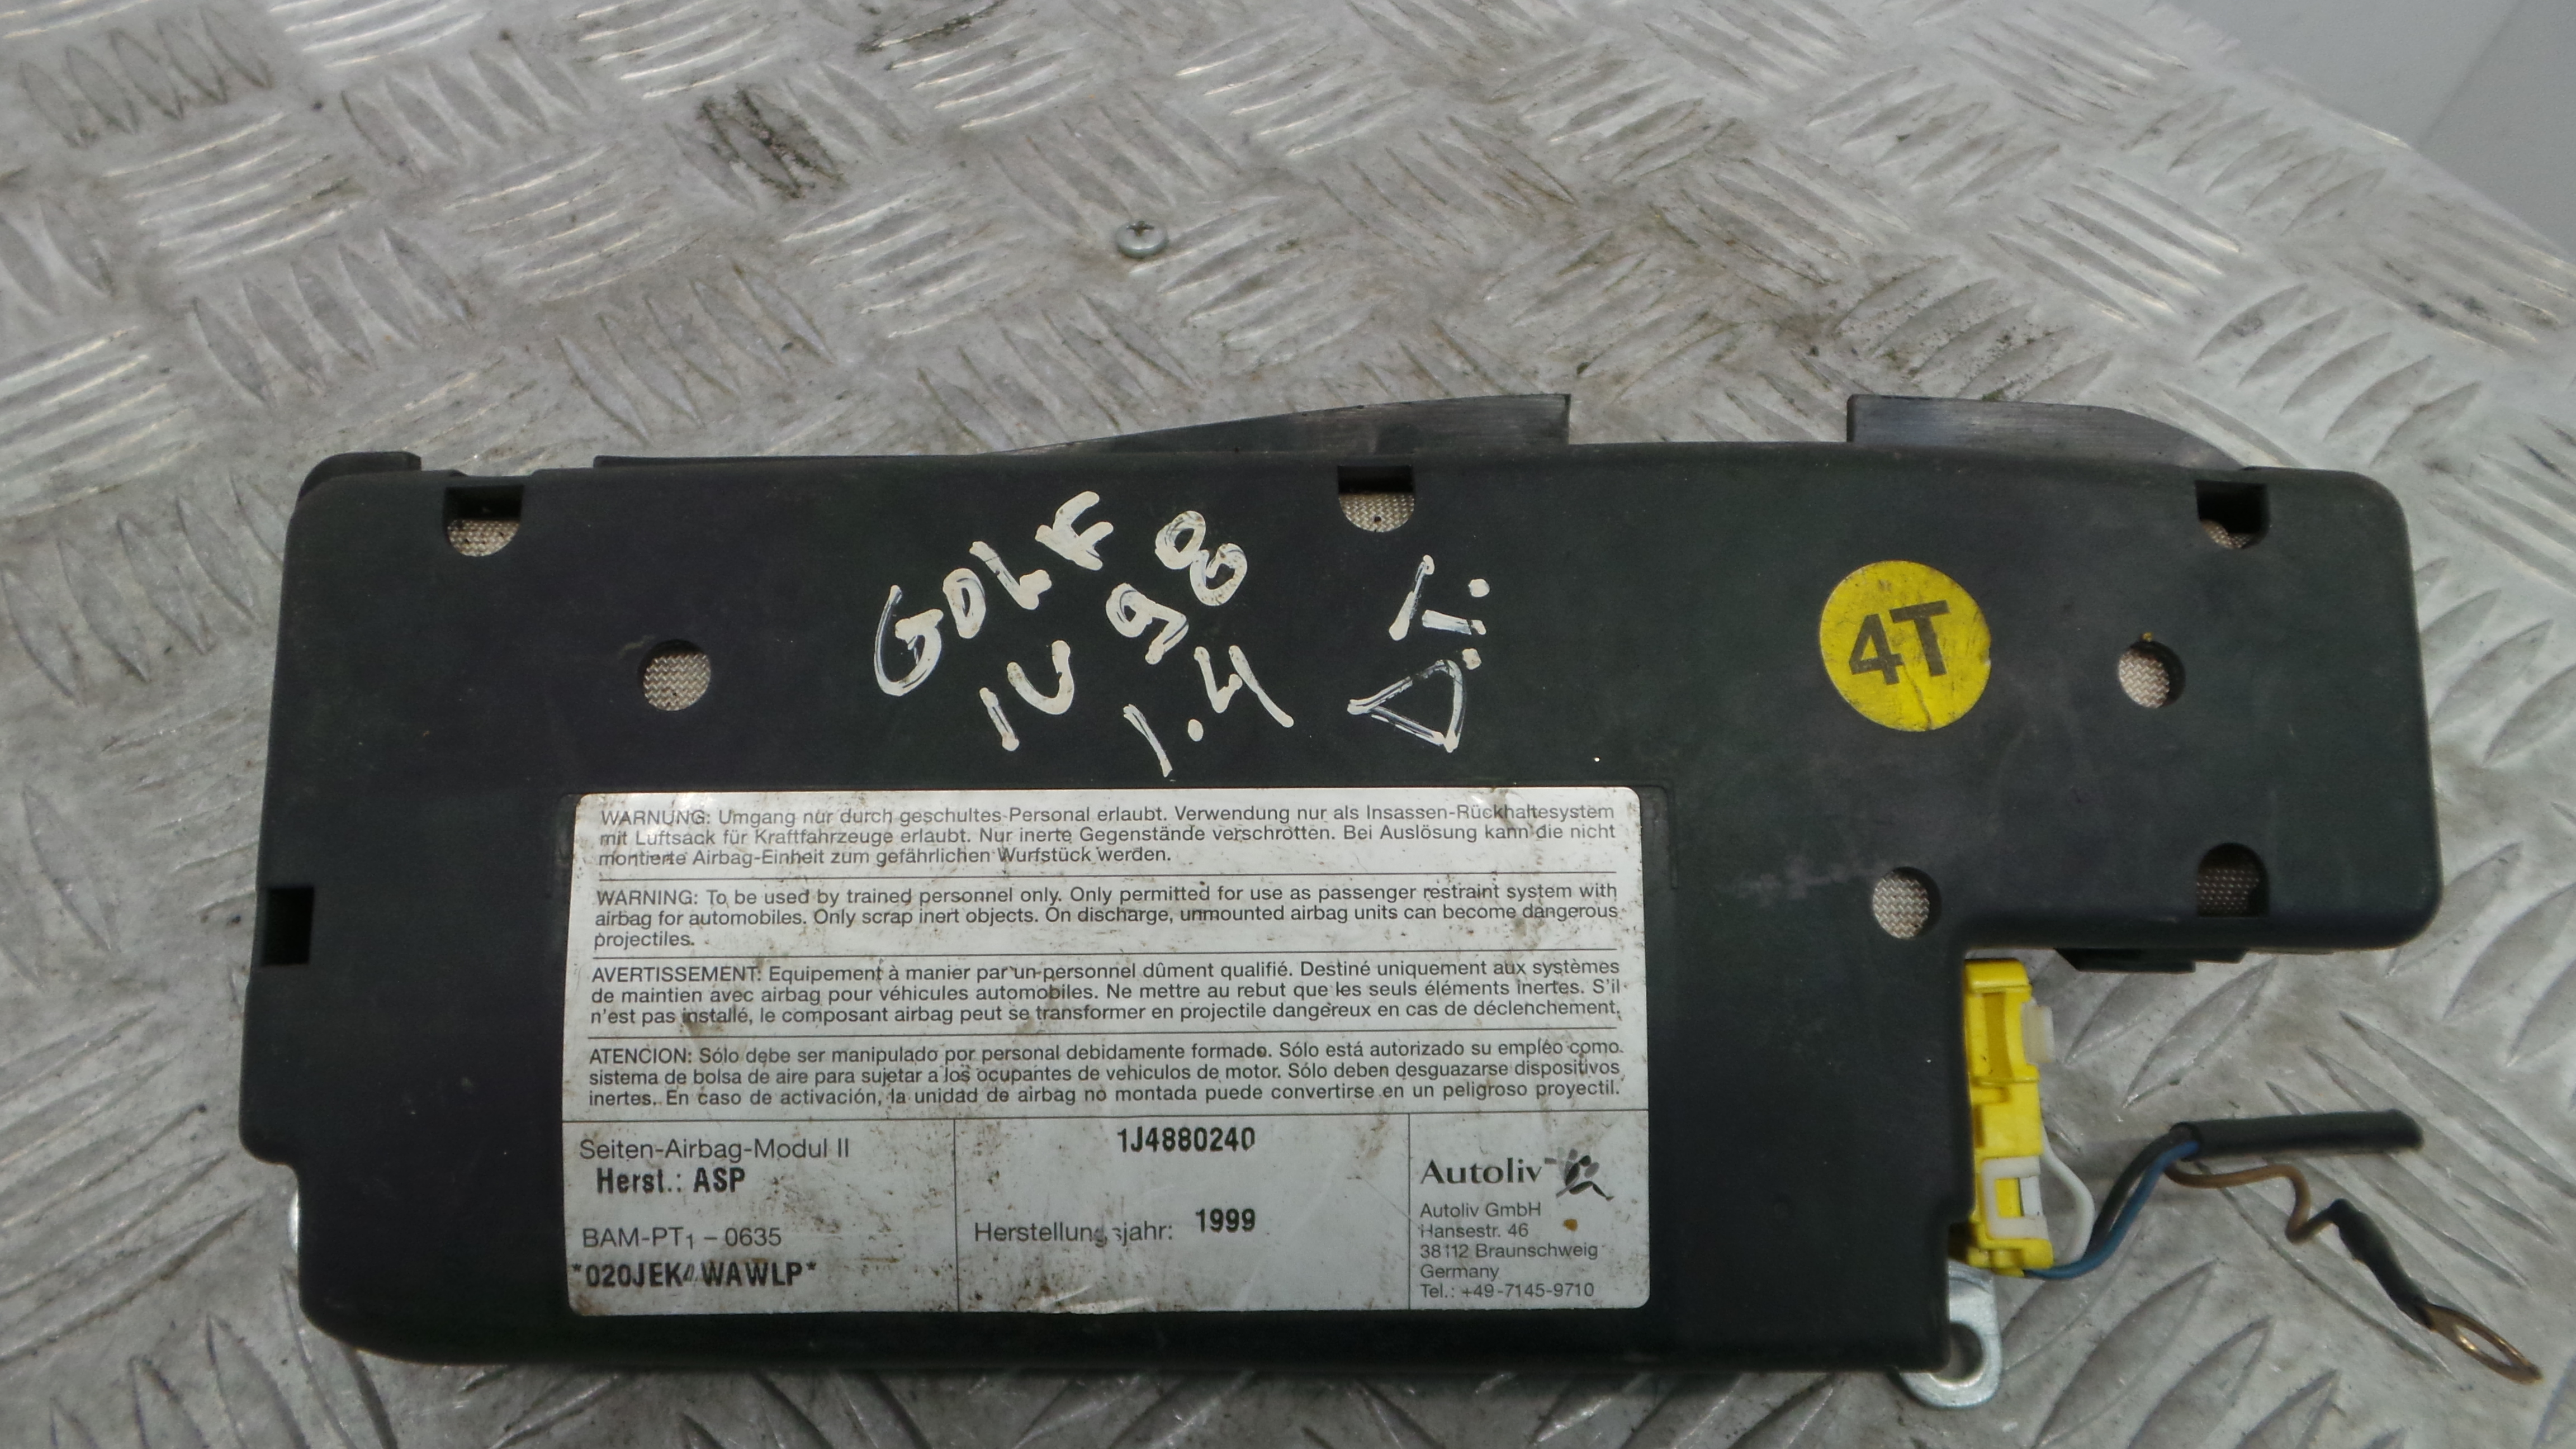 GOLF
IV 98
1.4
D.T.
4T
WARNUNG: Umgang nur durch geschultes Personal erlaubt. Verwendung nur als Insassen-Rückhaltesystem
mit Luftsack für Kraftfahrzeuge erlaubt. Nur inerte Gegenstände verschrotten. Bei Auslösung kann die nicht
montierte Airbag-Einheit zum gefährlichen Wurfstück werden.
WARNING: To be used by trained personnel only. Only permitted for use as passenger restraint system with
airbag for automobiles. Only scrap inert objects. On discharge, unmounted airbag units can become dangerous
projectiles.
AVERTISSEMENT: Equipement à manier par un personnel dûment qualifié. Destiné uniquement aux systèmes
de maintien avec airbag pour véhicules automobiles. Ne mettre au rebut que les seuls éléments inertes. S'il
n'est pas installé, le composant airbag peut se transformer en projectile dangereux en cas de déclenchement.
ATENCION: Sólo debe ser manipulado por personal debidamente formado. Sólo está autorizado su empleo como
sistema de bolsa de aire para sujetar a los ocupantes de vehiculos de motor. Sólo deben desguazarse dispositivos
inertes. En caso de activación, la unidad de airbag no montada puede convertirse en un peligroso proyectil.
Seiten-Airbag-Modul II
Herst.: ASP
BAM-PT1 – 0635
1J4880240
Herstellungsjahr: 1999
Autoliv
Autoliv GmbH
Hansestr. 46
38112 Braunschweig
Germany
Tel.: +49-7145-9710